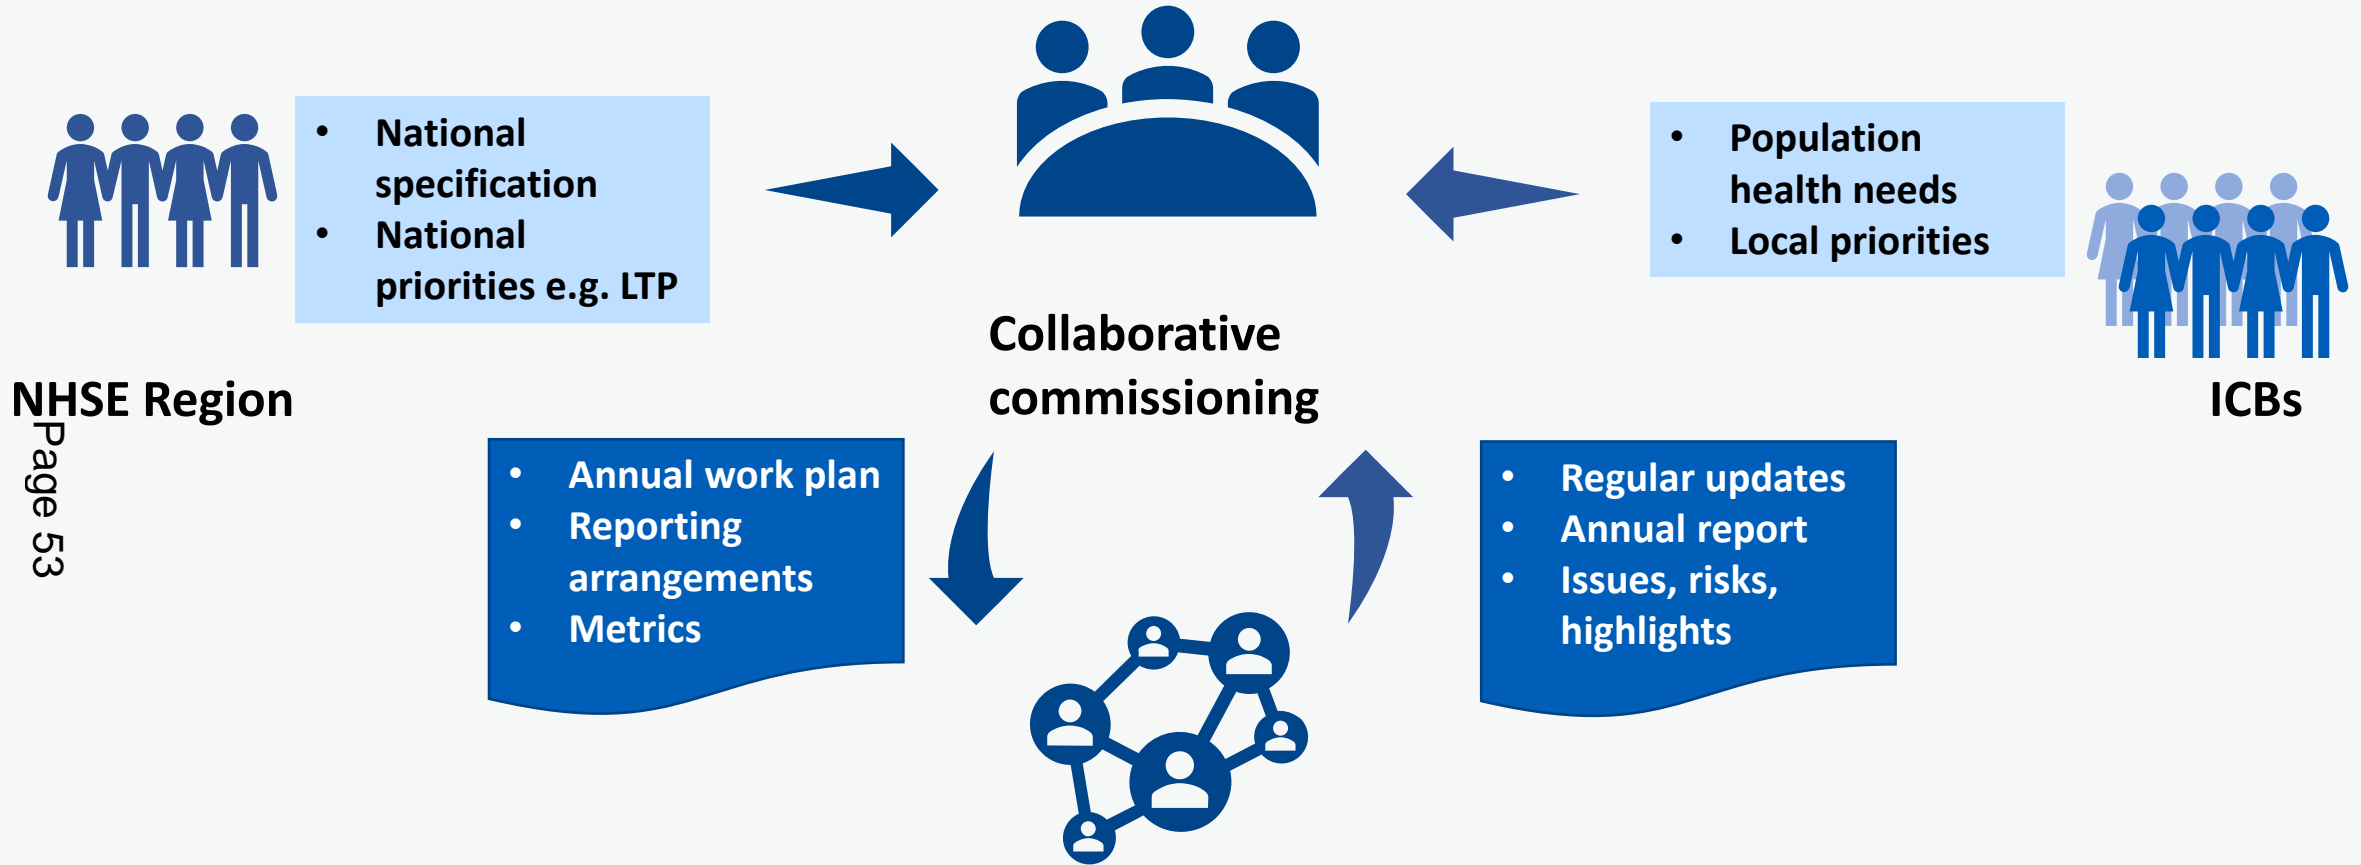 • National
specification
• National
priorities e.g. LTP
• Population
health needs
• Local priorities
Collaborative
commissioning
NHSE Region
ICBs
Page 53
• Annual work plan
• Reporting
arrangements
• Metrics
• Regular updates
• Annual report
• Issues, risks,
highlights